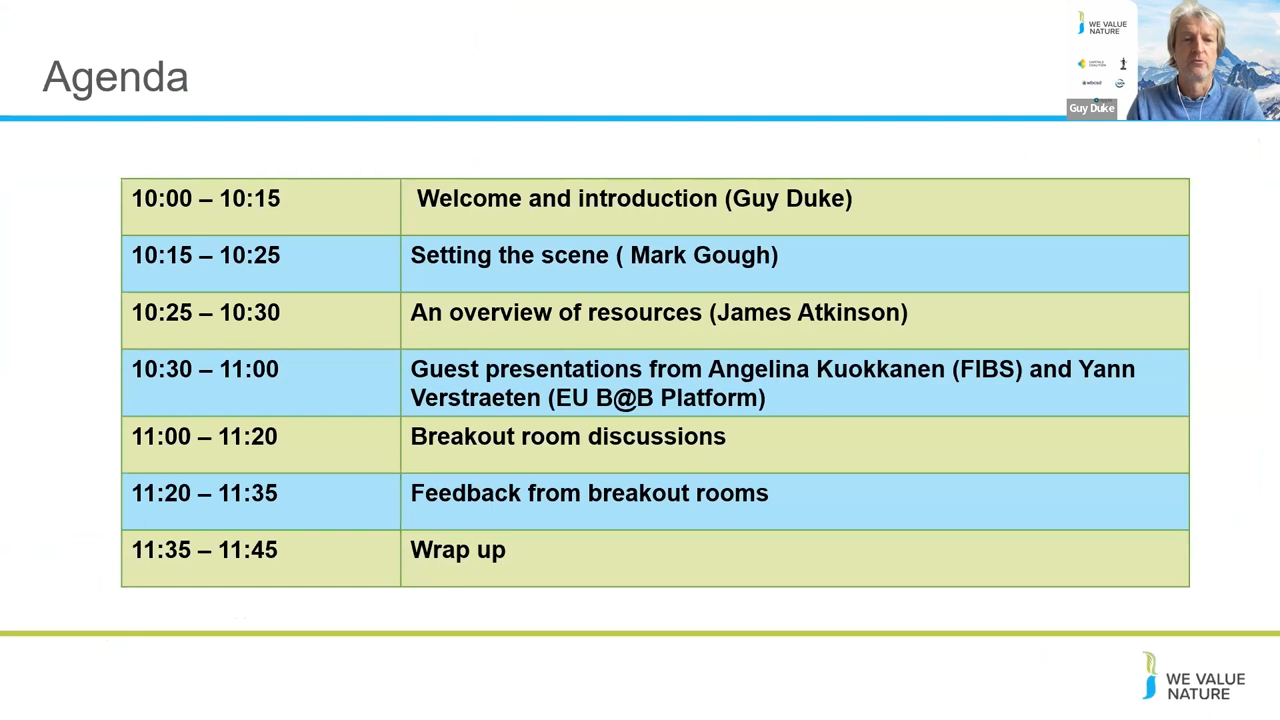 Agenda
WE VALUE
NATURE
CAPITALS
COALITION
Guy Duke
10:00 – 10:15 Welcome and introduction (Guy Duke)
10:15 – 10:25 Setting the scene ( Mark Gough)
10:25 – 10:30 An overview of resources (James Atkinson)
10:30 – 11:00 Guest presentations from Angelina Kuokkanen (FIBS) and Yann
Verstraeten (EU B@B Platform)
11:00 – 11:20 Breakout room discussions
11:20 – 11:35 Feedback from breakout rooms
11:35 – 11:45 Wrap up
WE VALUE
NATURE